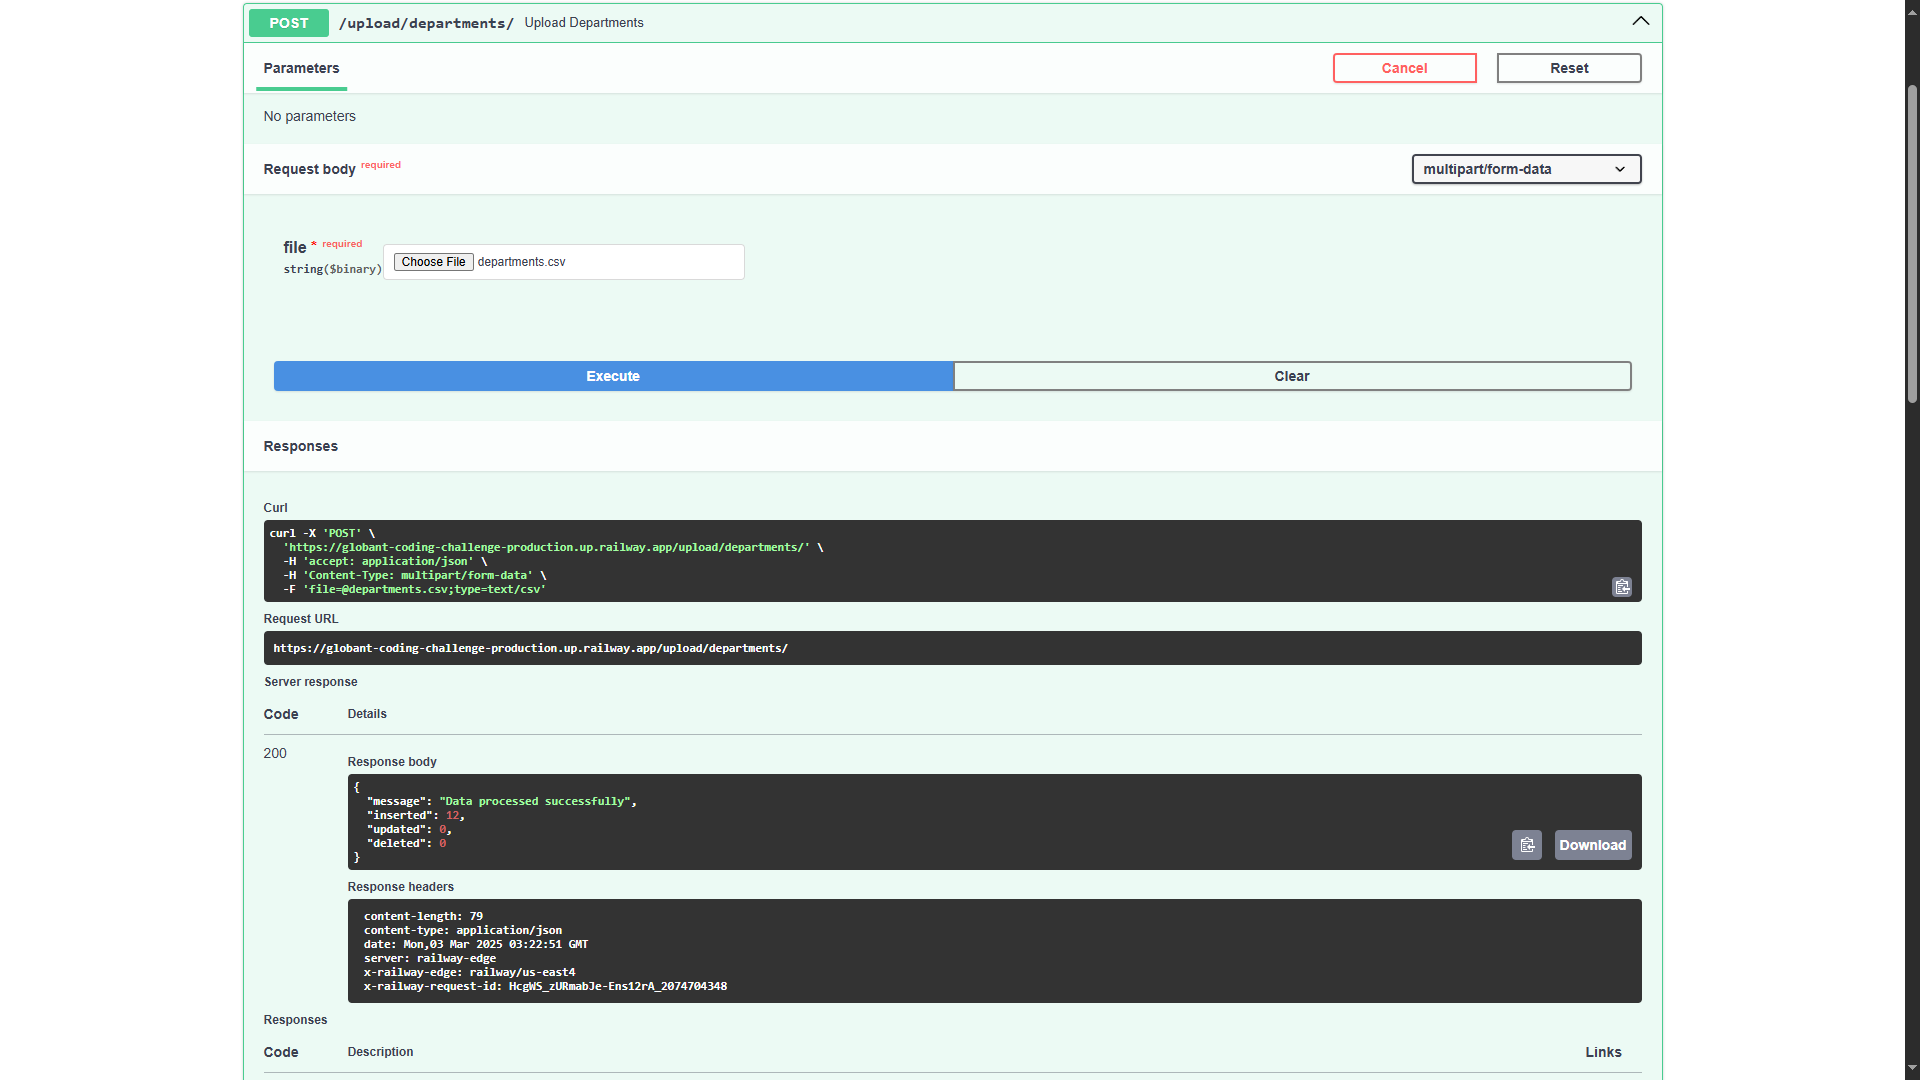 POST /upload/departments/ Upload Departments
Parameters
Cancel
Reset
No parameters
Request body required
multipart/form-data
file * required
string($binary)
Choose File departments.csv
Execute
Clear
Responses
Curl
curl -X 'POST' \
  'https://globant-coding-challenge-production.up.railway.app/upload/departments/' \
  -H 'accept: application/json' \
  -H 'Content-Type: multipart/form-data' \
  -F 'file=@departments.csv;type=text/csv'
Request URL
https://globant-coding-challenge-production.up.railway.app/upload/departments/
Server response
Code Details
200
Response body
{
  "message": "Data processed successfully",
  "inserted": 12,
  "updated": 0,
  "deleted": 0
}
Download
Response headers
content-length: 79
content-type: application/json
date: Mon,03 Mar 2025 03:22:51 GMT
server: railway-edge
x-railway-edge: railway/us-east4
x-railway-request-id: HcgWS_zURmabJe-Ens12rA_2074704348
Responses
Code Description Links